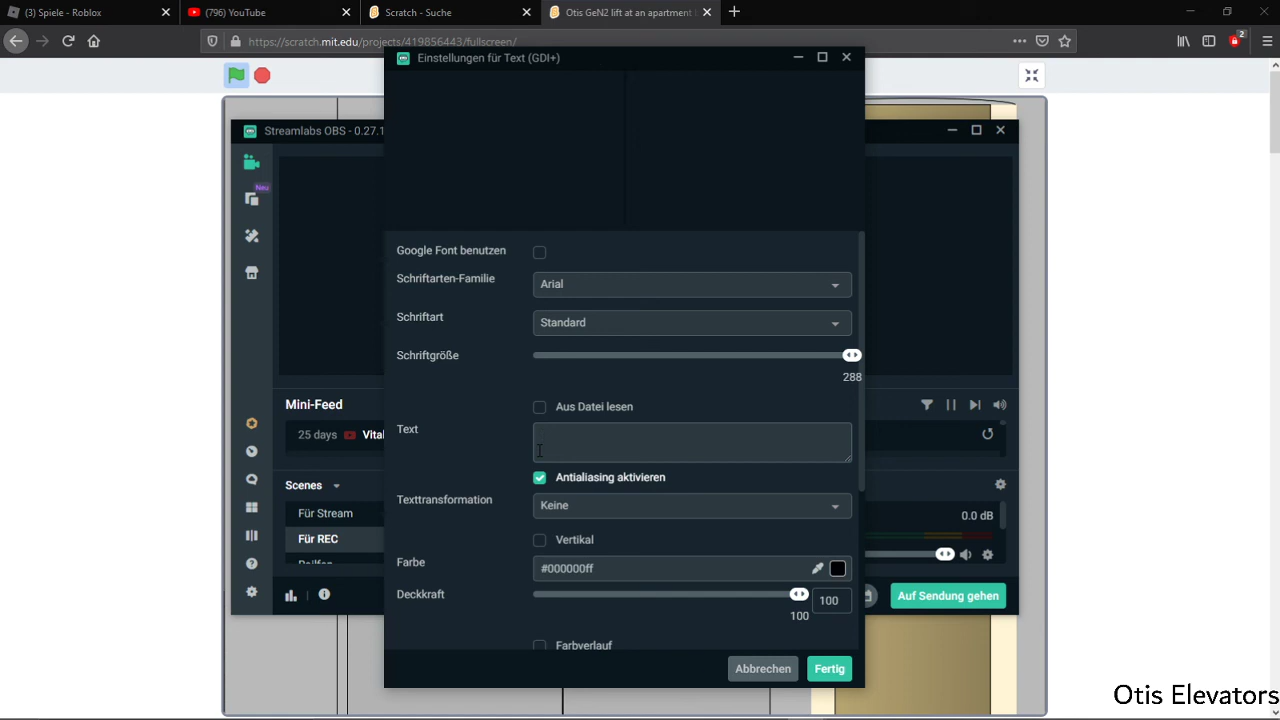 (3) Spiele - Roblox
(796) YouTube
Scratch - Suche
Otis GeN2 lift at an apartment
https://scratch.mit.edu/projects/419856443/fullscreen/
2
Einstellungen für Text (GDI+)
Streamlabs OBS - 0.27.1
Neu
Google Font benutzen
Schriftarten-Familie
Arial
Schriftart
Standard
Schriftgröße
288
Mini-Feed
Aus Datei lesen
25 days
Vital
Text
Antialiasing aktivieren
Scenes
Texttransformation
Keine
Für Stream
0.0 dB
Für REC
Vertikal
Farbe
#000000ff
Deckkraft
100
100
Auf Sendung gehen
Farbverlauf
Abbrechen
Fertig
Otis Elevators